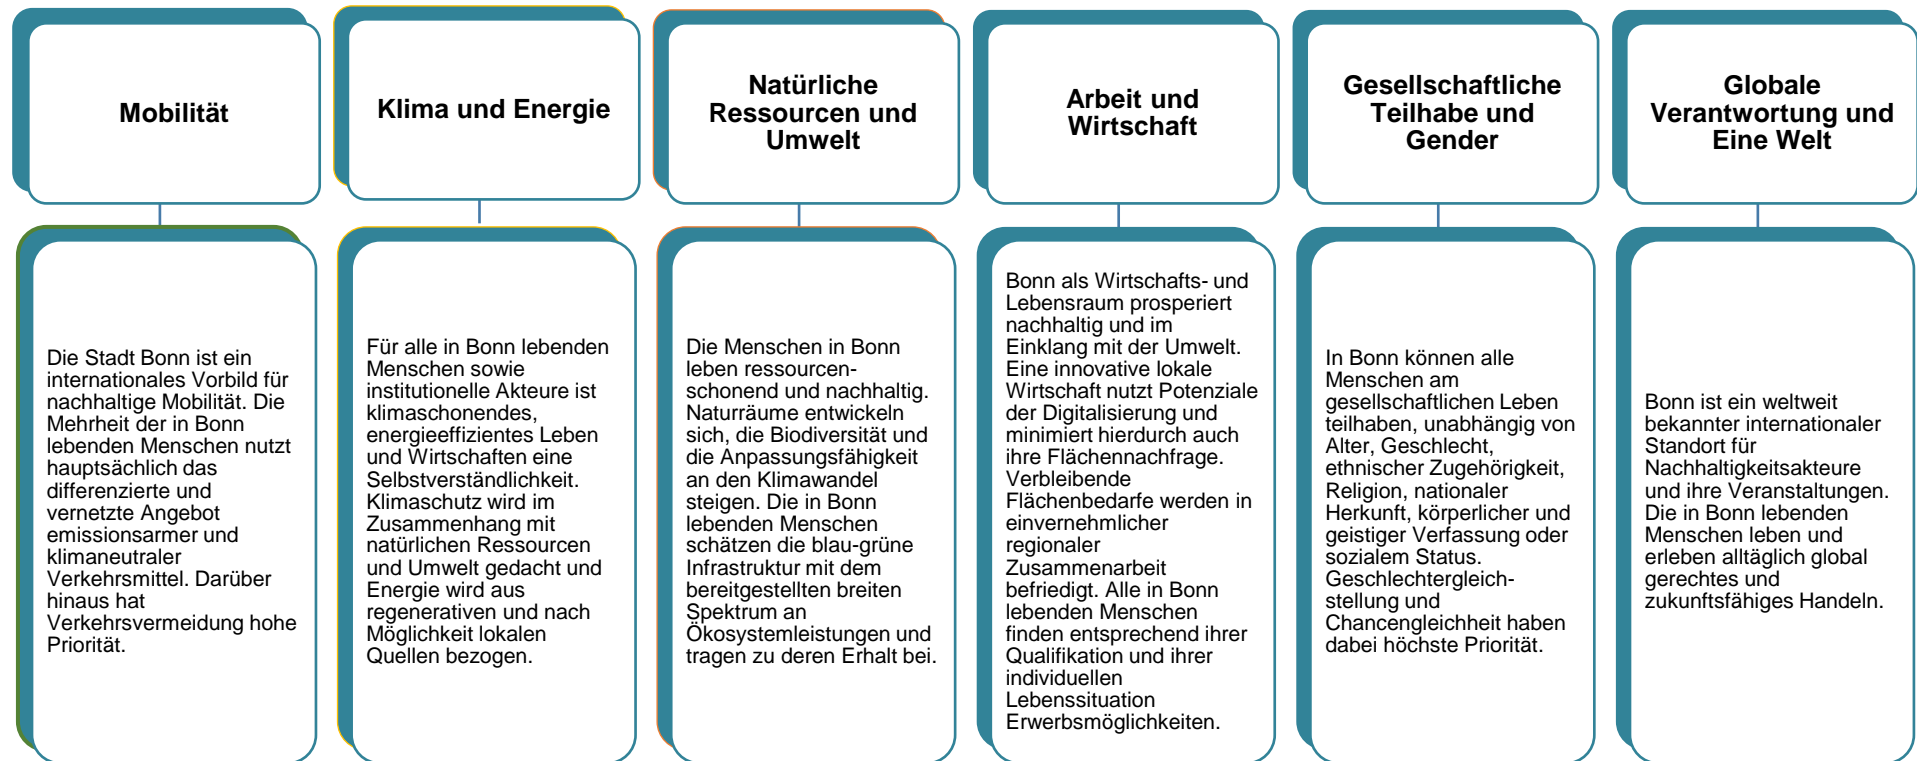 Mobilität
Die Stadt Bonn ist ein
internationales Vorbild für
nachhaltige Mobilität. Die
Mehrheit der in Bonn
lebenden Menschen nutzt
hauptsächlich das
differenzierte und
vernetzte Angebot
emissionsarmer und
klimaneutraler
Verkehrsmittel. Darüber
hinaus hat
Verkehrsvermeidung hohe
Priorität.
Klima und Energie
Für alle in Bonn lebenden
Menschen sowie
institutionelle Akteure ist
klimaschonendes,
energieeffizientes Leben
und Wirtschaften eine
Selbstverständlichkeit.
Klimaschutz wird im
Zusammenhang mit
natürlichen Ressourcen
und Umwelt gedacht und
Energie wird aus
regenerativen und nach
Möglichkeit lokalen
Quellen bezogen.
Natürliche
Ressourcen und
Umwelt
Die Menschen in Bonn
leben ressourcen-
schonend und nachhaltig.
Naturräume entwickeln
sich, die Biodiversität und
die Anpassungsfähigkeit
an den Klimawandel
steigen. Die in Bonn
lebenden Menschen
schätzen die blau-grüne
Infrastruktur mit dem
bereitgestellten breiten
Spektrum an
Ökosystemleistungen und
tragen zu deren Erhalt bei.
Arbeit und
Wirtschaft
Bonn als Wirtschafts- und
Lebensraum prosperiert
nachhaltig und im
Einklang mit der Umwelt.
Eine innovative lokale
Wirtschaft nutzt Potenziale
der Digitalisierung und
minimiert hierdurch auch
ihre Flächennachfrage.
Verbleibende
Flächenbedarfe werden in
einvernehmlicher
regionaler
Zusammenarbeit
befriedigt. Alle in Bonn
lebenden Menschen
finden entsprechend ihrer
Qualifikation und ihrer
individuellen
Lebenssituation
Erwerbsmöglichkeiten.
Gesellschaftliche
Teilhabe und
Gender
In Bonn können alle
Menschen am
gesellschaftlichen Leben
teilhaben, unabhängig von
Alter, Geschlecht,
ethnischer Zugehörigkeit,
Religion, nationaler
Herkunft, körperlicher und
geistiger Verfassung oder
sozialem Status.
Geschlechtergleich-
stellung und
Chancengleichheit haben
dabei höchste Priorität.
Globale
Verantwortung und
Eine Welt
Bonn ist ein weltweit
bekannter internationaler
Standort für
Nachhaltigkeitsakteure
und ihre Veranstaltungen.
Die in Bonn lebenden
Menschen leben und
erleben alltäglich global
gerechtes und
zukunftsfähiges Handeln.